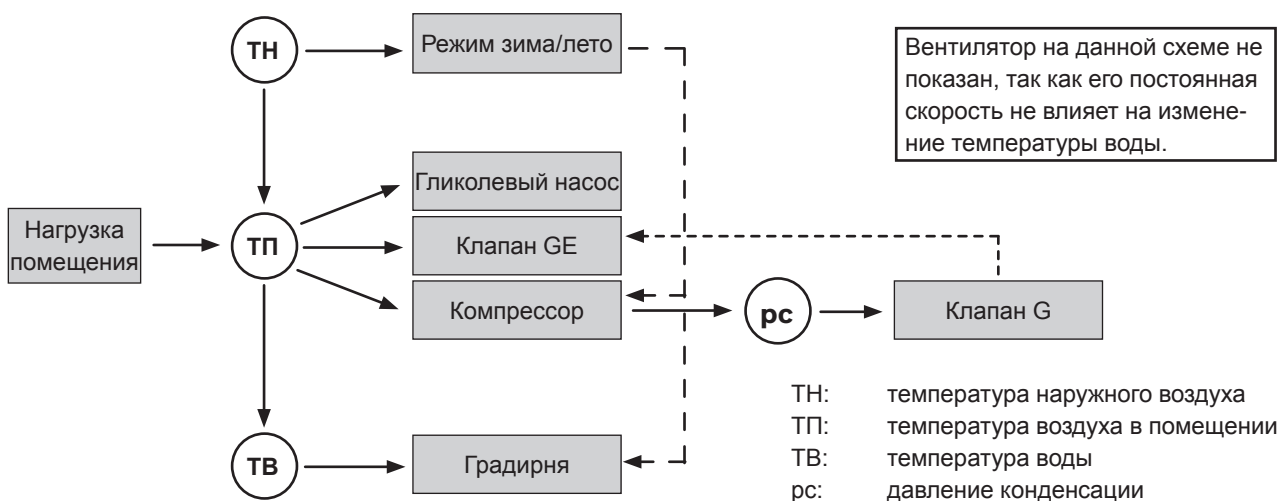 ТН
Режим зима/лето
Вентилятор на данной схеме не
показан, так как его постоянная
скорость не влияет на измене-
ние температуры воды.
Гликолевый насос
Нагрузка
помещения
ТП
Клапан GE
Компрессор
pc
Клапан G
ТН: температура наружного воздуха
ТП: температура воздуха в помещении
ТВ: температура воды
pc: давление конденсации
ТВ
Градирня